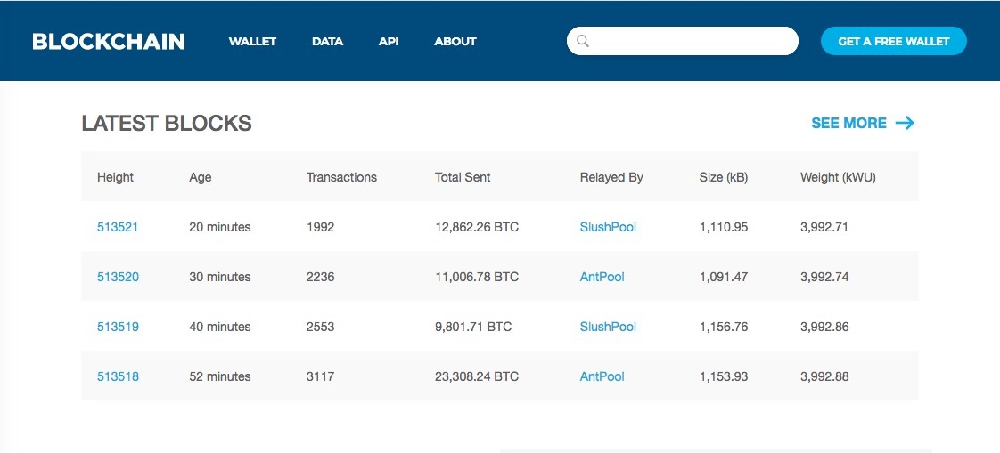 BLOCKCHAIN WALLET DATA API ABOUT GET A FREE WALLET
LATEST BLOCKS SEE MORE →
Height Age Transactions Total Sent Relayed By Size (kB) Weight (kWU)
513521 20 minutes 1992 12,862.26 BTC SlushPool 1,110.95 3,992.71
513520 30 minutes 2236 11,006.78 BTC AntPool 1,091.47 3,992.74
513519 40 minutes 2553 9,801.71 BTC SlushPool 1,156.76 3,992.86
513518 52 minutes 3117 23,308.24 BTC AntPool 1,153.93 3,992.88